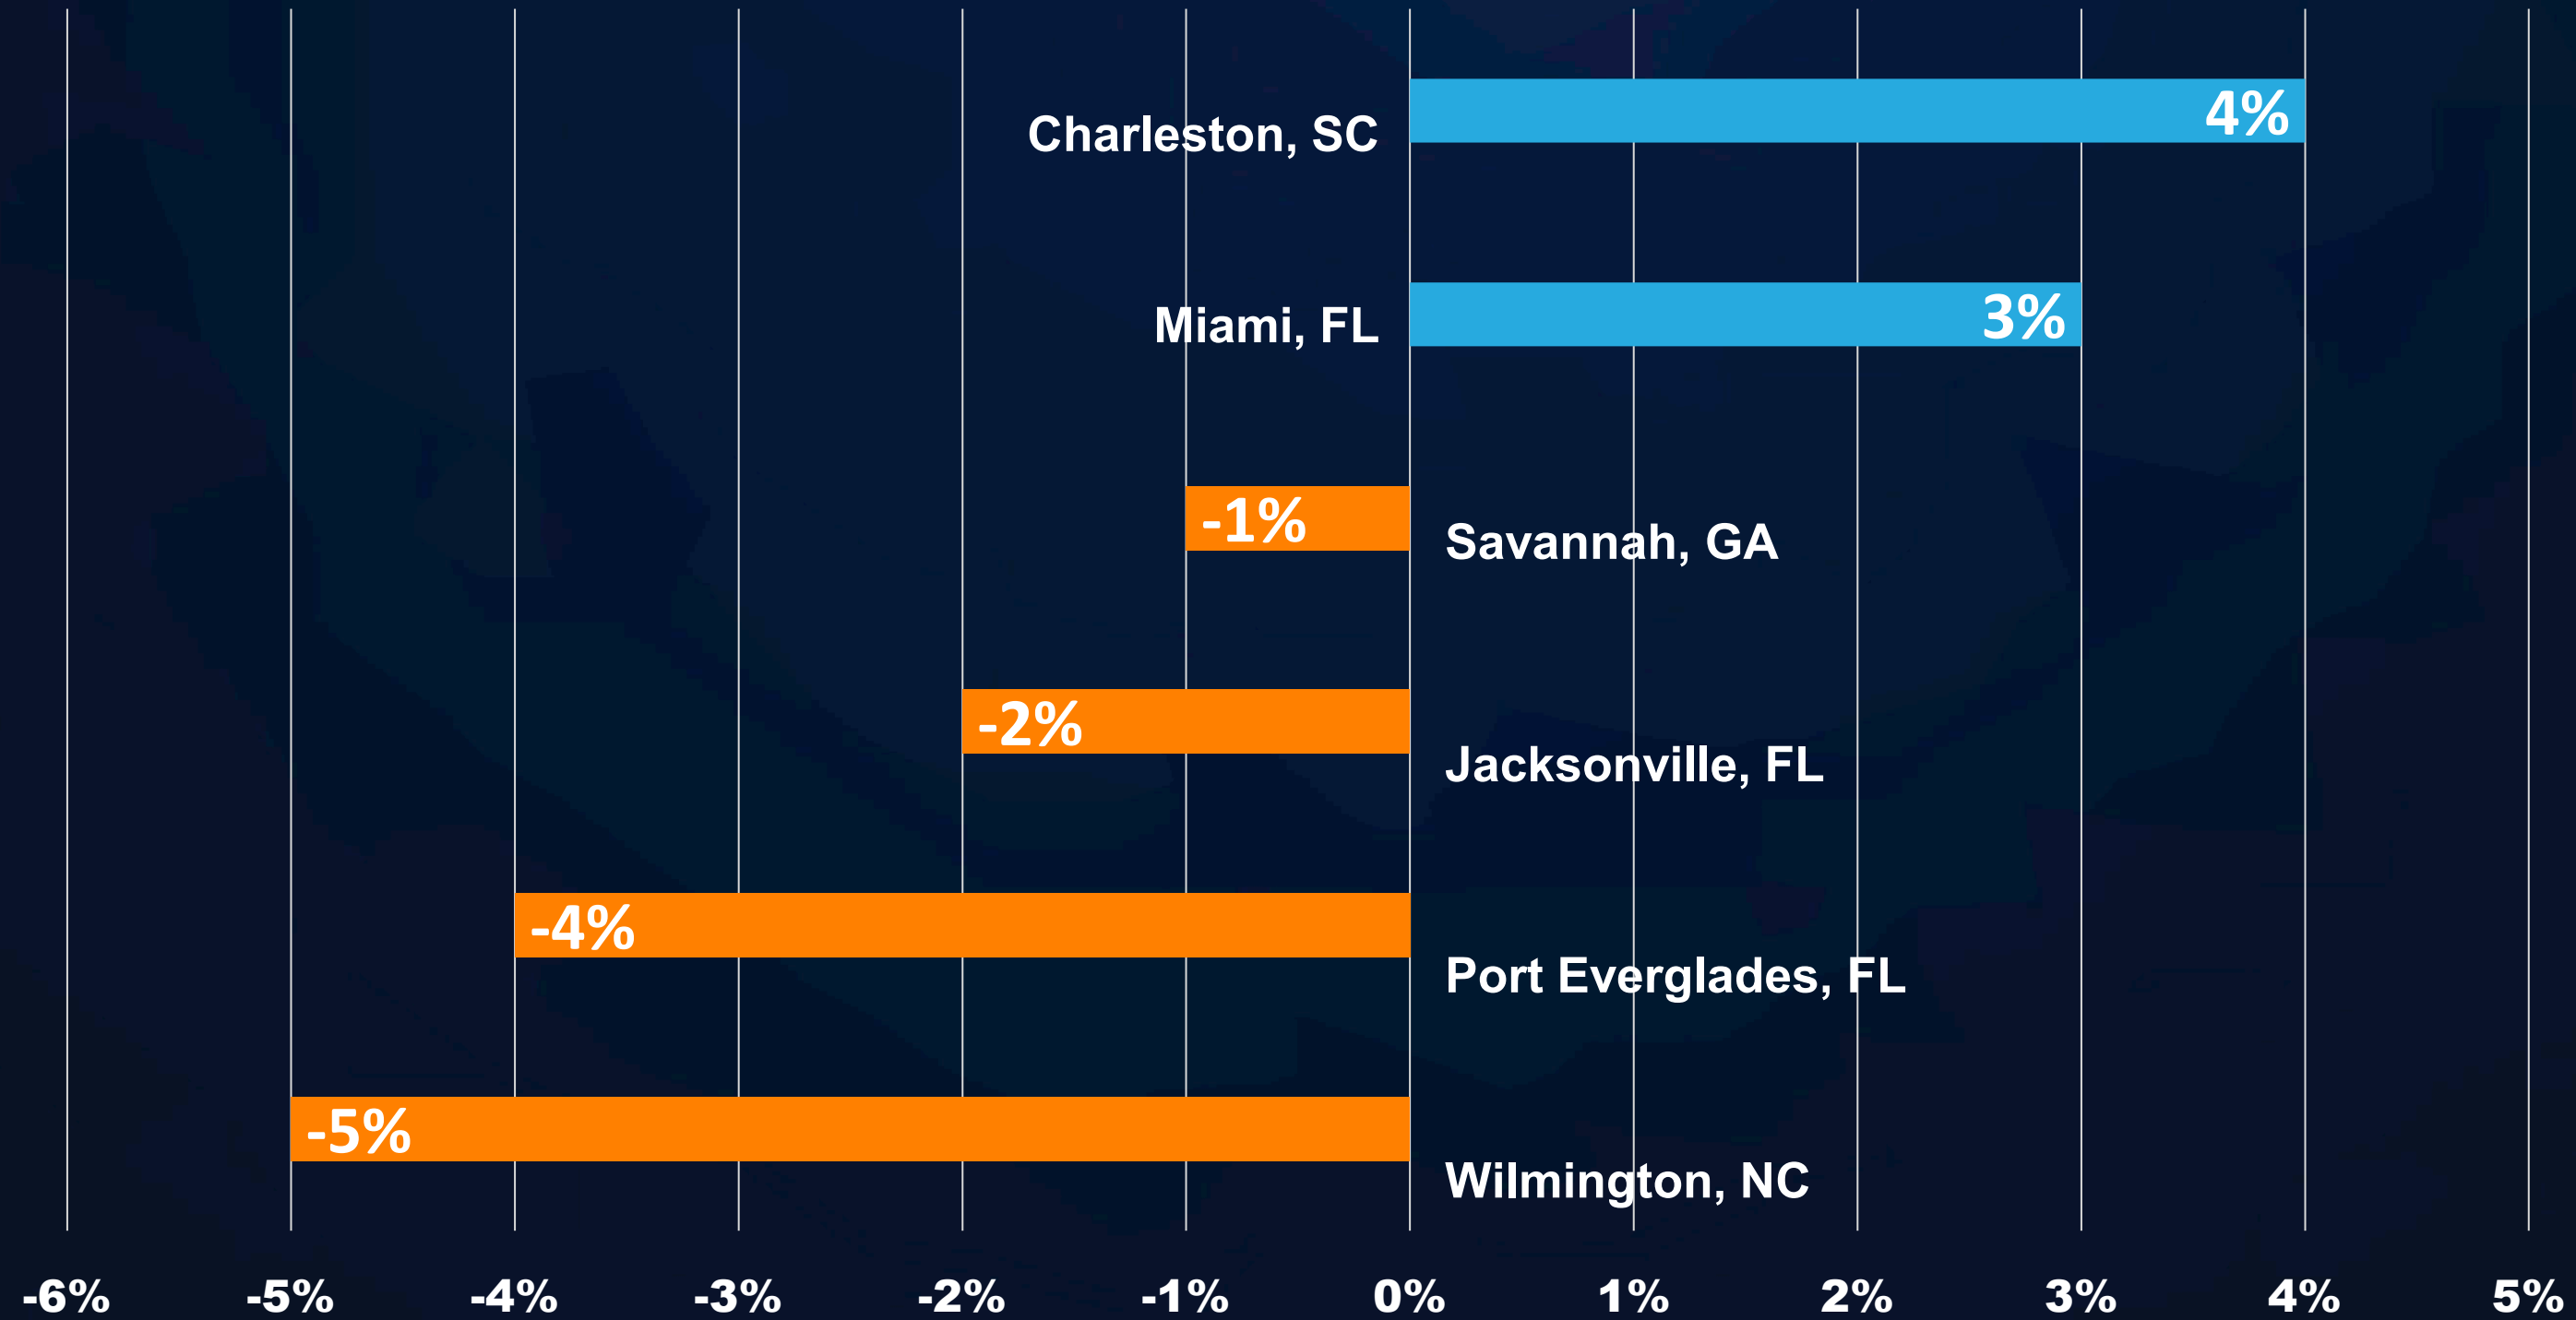 Charleston, SC
4%
Miami, FL
3%
-1%
Savannah, GA
-2%
Jacksonville, FL
-4%
Port Everglades, FL
-5%
Wilmington, NC
-6% -5% -4% -3% -2% -1% 0% 1% 2% 3% 4% 5%